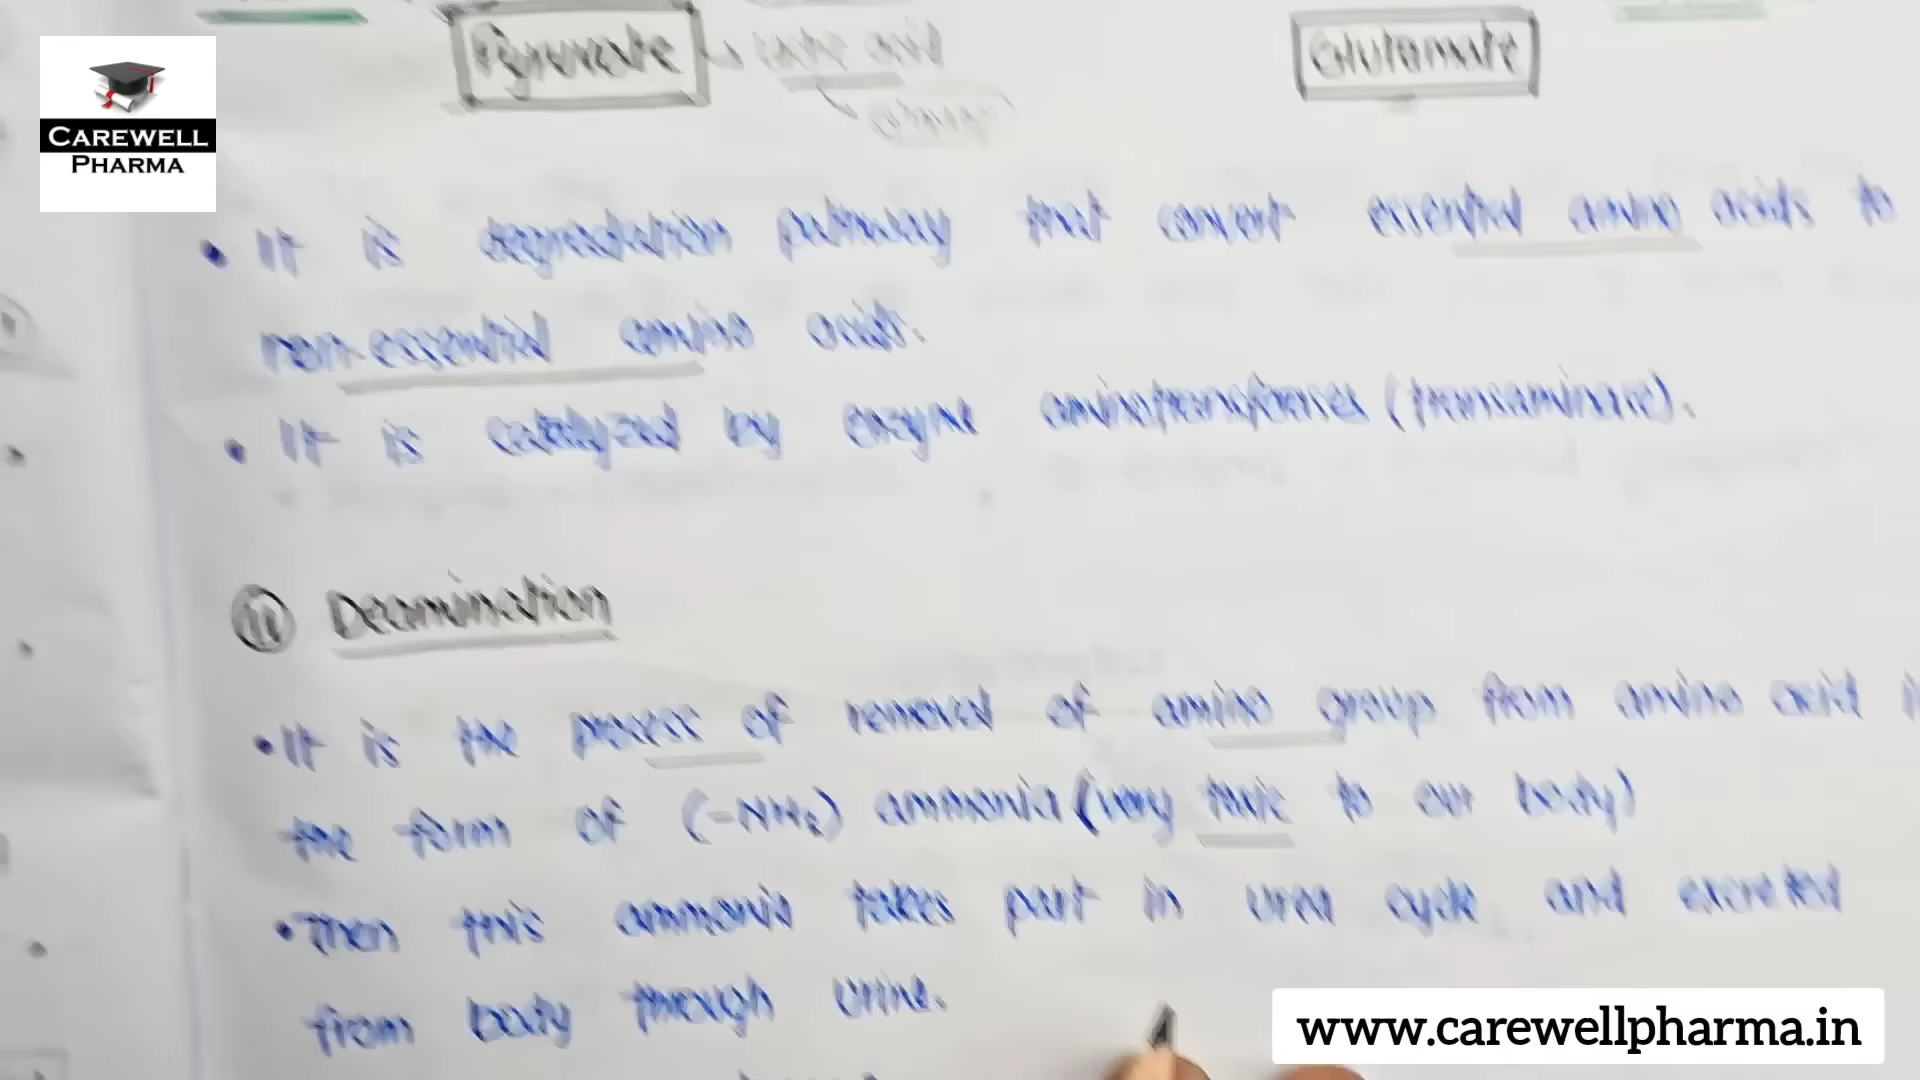 Pyruvate
Glutamate
CAREWELL
PHARMA
• It is degradation pathway that convert essential amino acids to
non-essential amino acids.
• It is catalyzed by enzyme aminotransferases (transaminase).
(ii) Deamination
• It is the process of removal of amino group from amino acid i
the form of (-NH₂) ammonia (very toxic to our body)
• Then this ammonia takes part in urea cycle and excreted
from body through urine.
www.carewellpharma.in